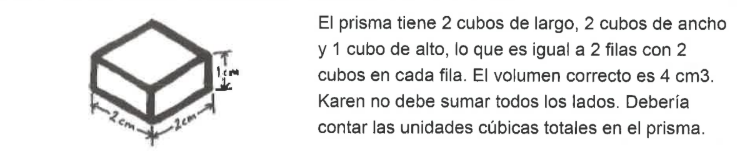 El prisma tiene 2 cubos de largo, 2 cubos de ancho
y 1 cubo de alto, lo que es igual a 2 filas con 2
cubos en cada fila. El volumen correcto es 4 cm3.
Karen no debe sumar todos los lados. Debería
contar las unidades cúbicas totales en el prisma.
1cm
2cm
2cm